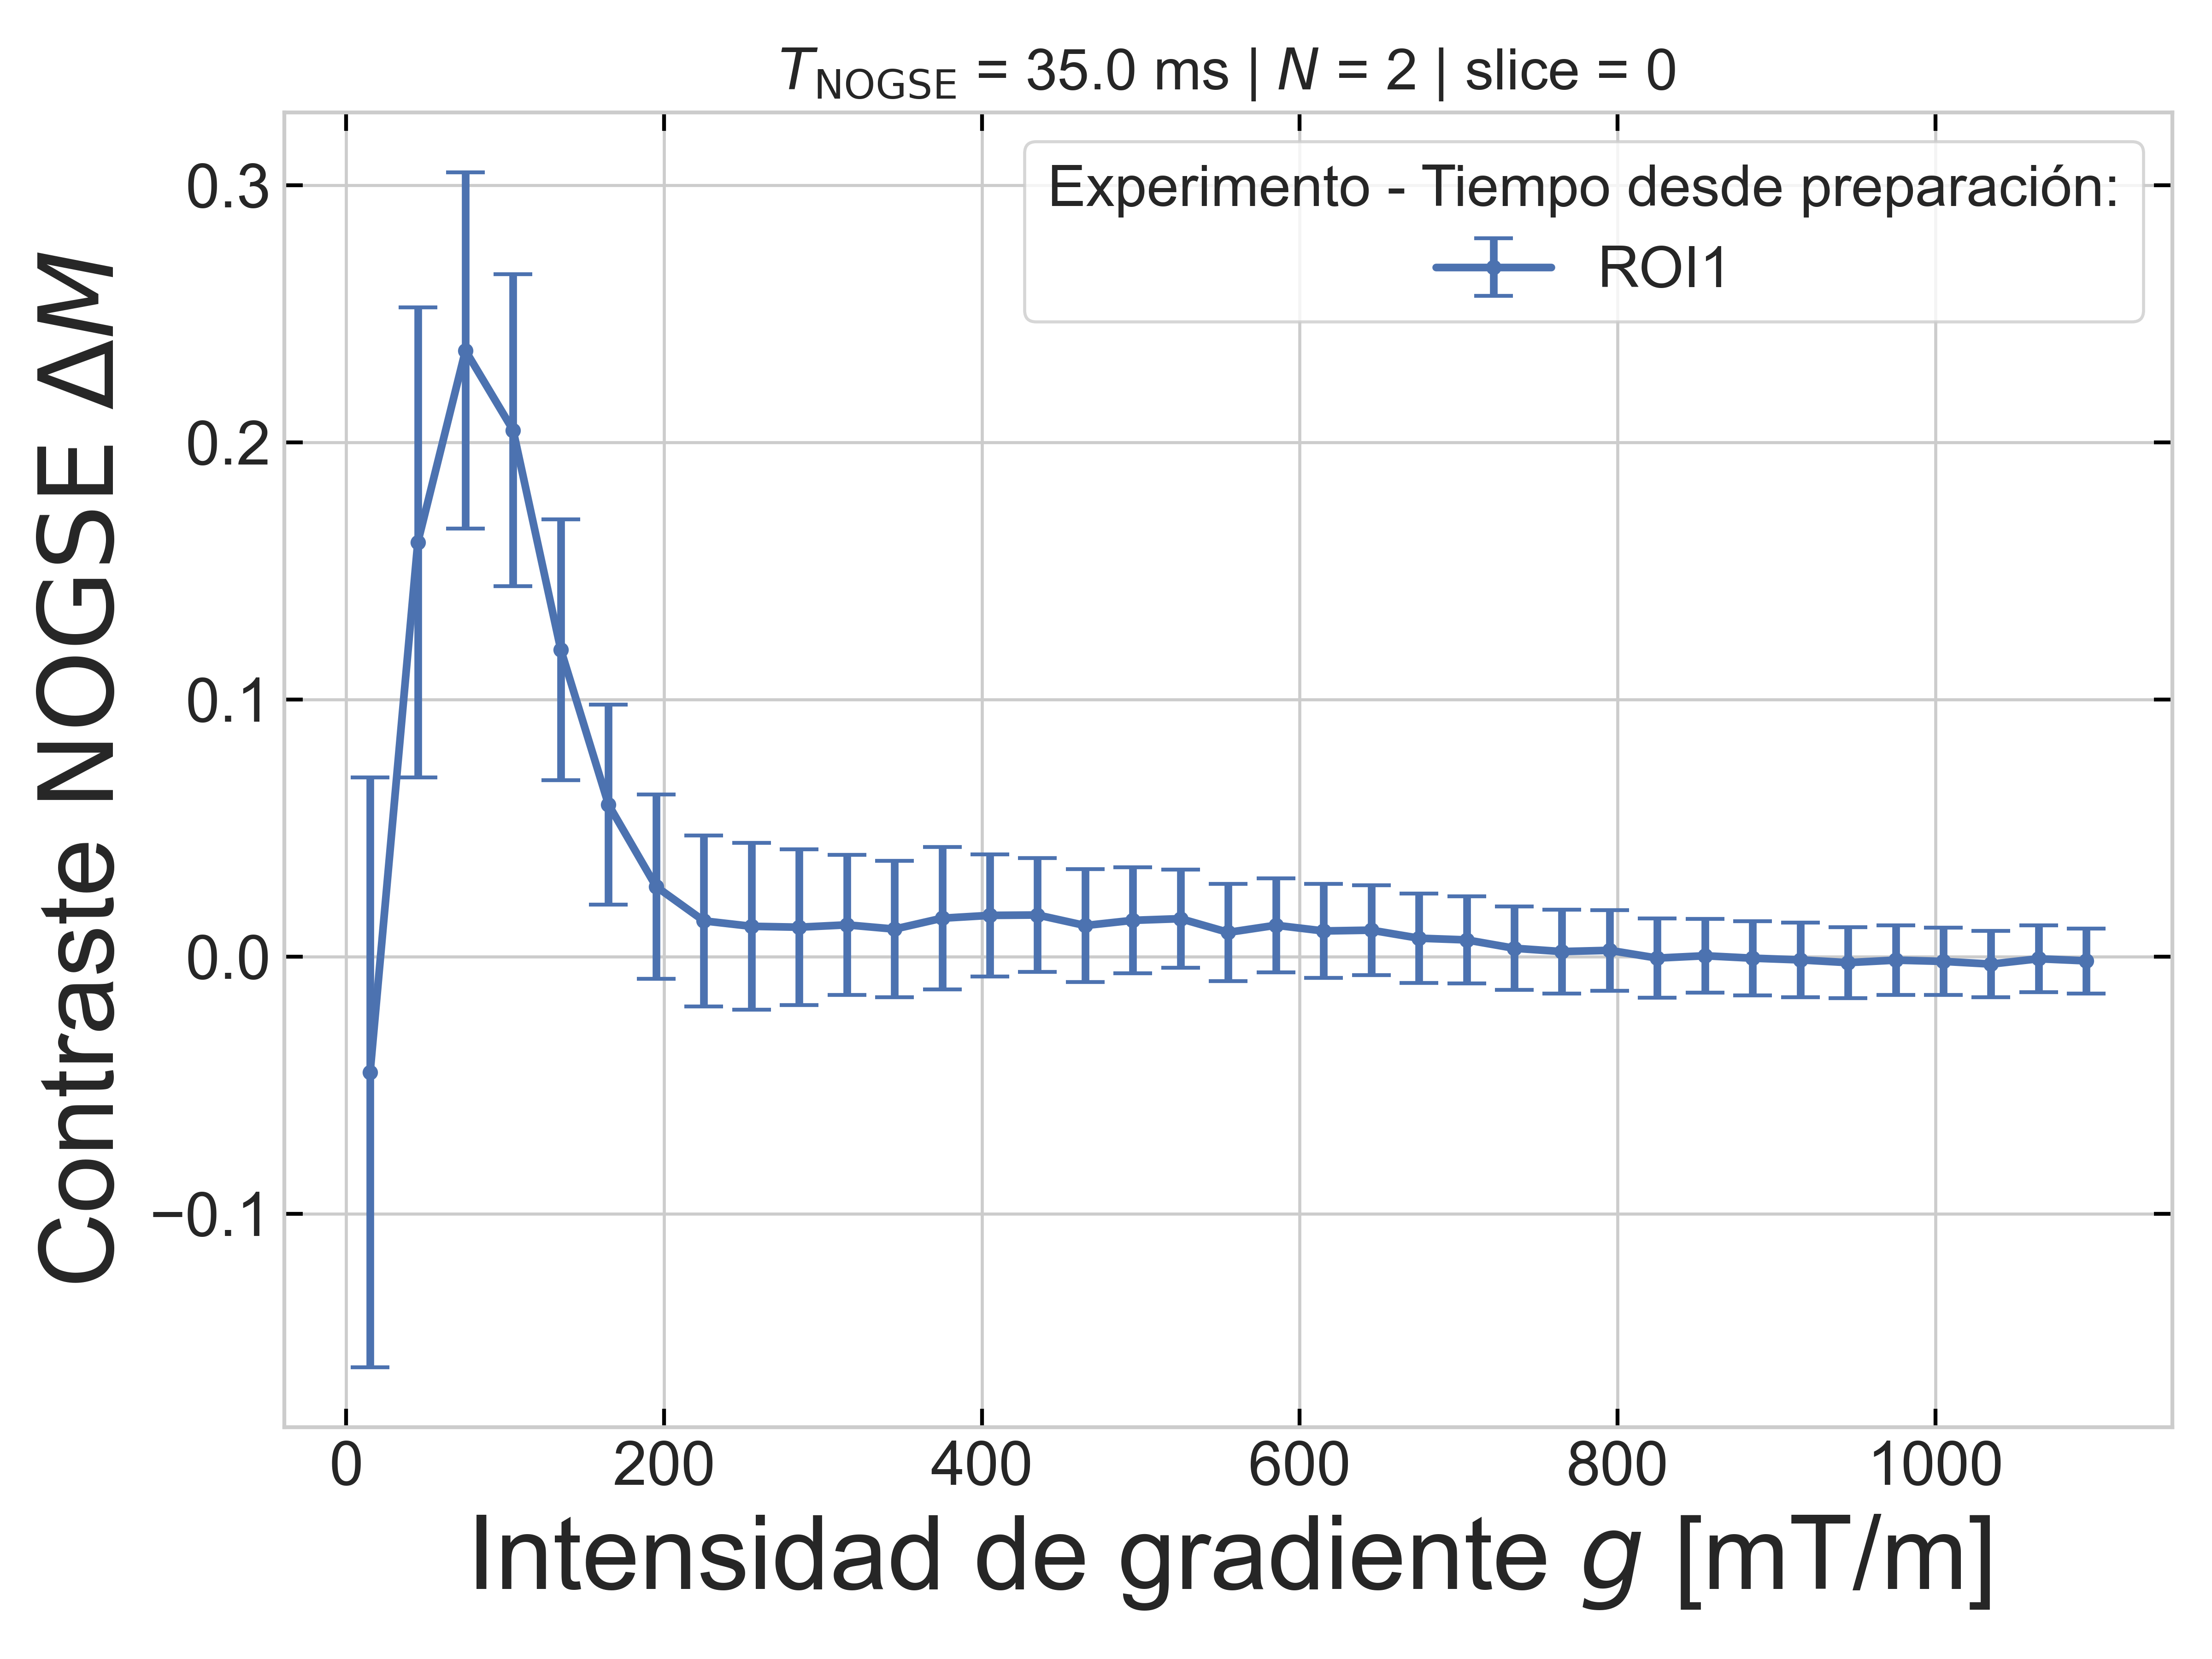 T_NOGSE = 35.0 ms | N = 2 | slice = 0
Contraste NOGSE ΔM
0.3
0.2
0.1
0.0
−0.1
Experimento - Tiempo desde preparación:
ROI1
0 200 400 600 800 1000
Intensidad de gradiente g [mT/m]